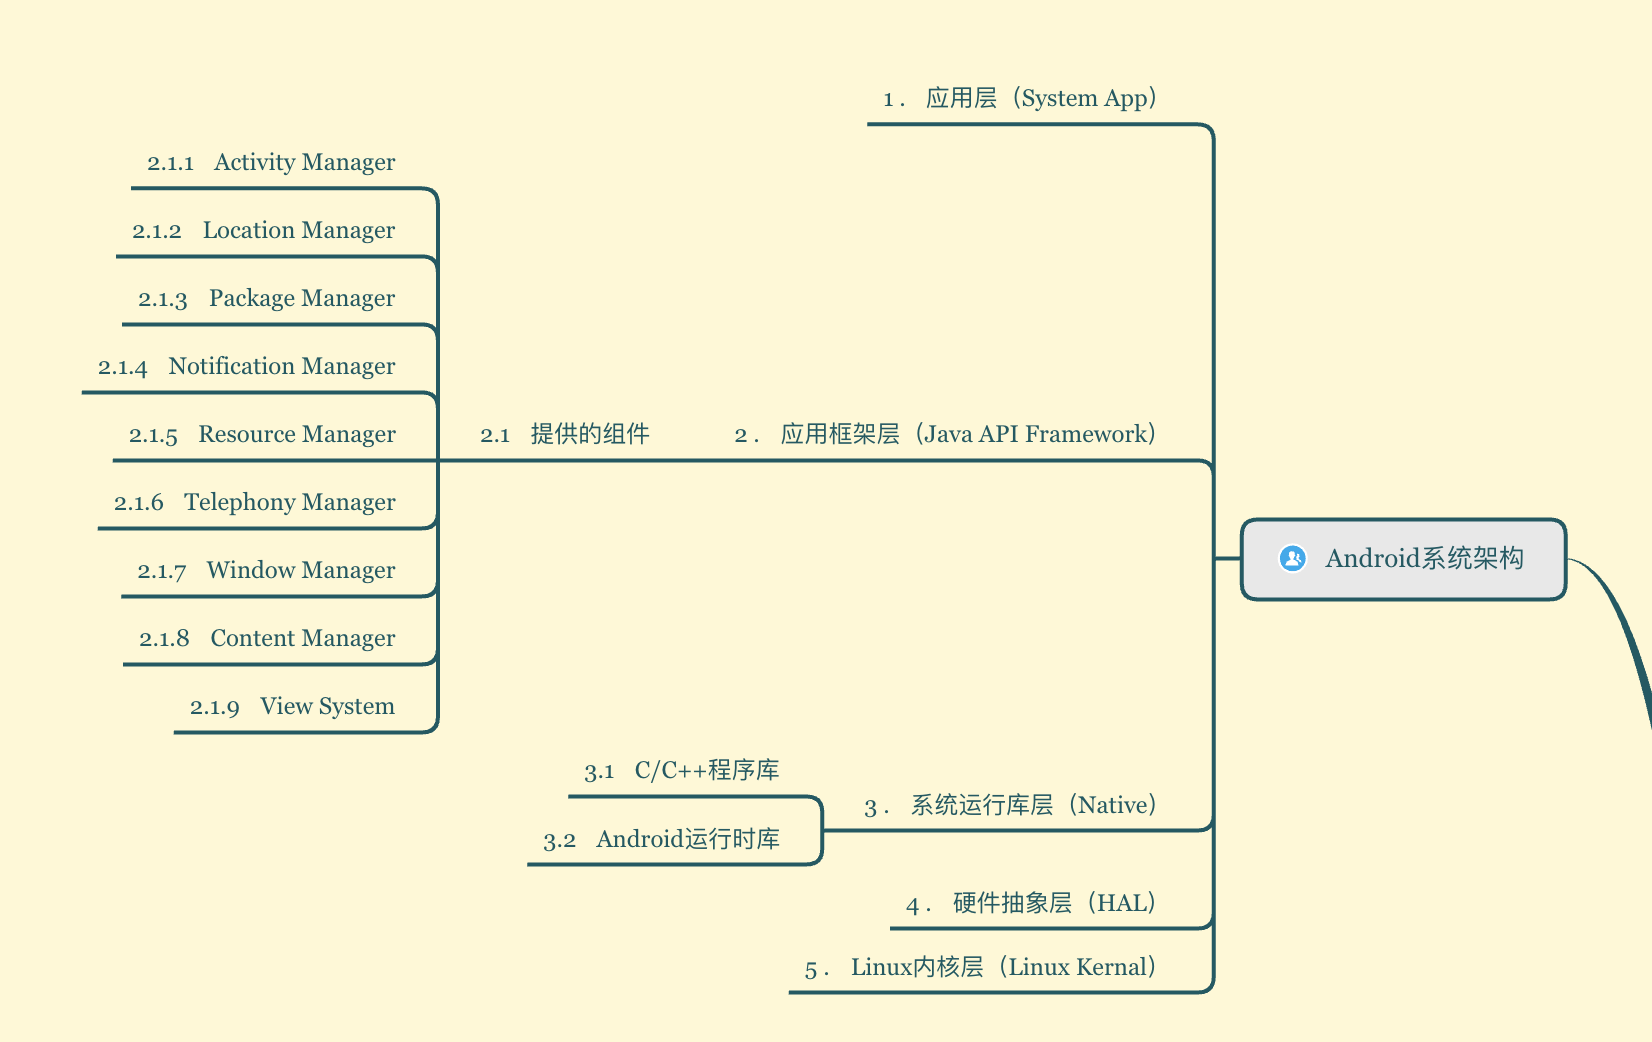 Android系统架构
1 . 应用层（System App）
2 . 应用框架层（Java API Framework）
2.1 提供的组件
2.1.1 Activity Manager
2.1.2 Location Manager
2.1.3 Package Manager
2.1.4 Notification Manager
2.1.5 Resource Manager
2.1.6 Telephony Manager
2.1.7 Window Manager
2.1.8 Content Manager
2.1.9 View System
3 . 系统运行库层（Native）
3.1 C/C++程序库
3.2 Android运行时库
4 . 硬件抽象层（HAL）
5 . Linux内核层（Linux Kernal）